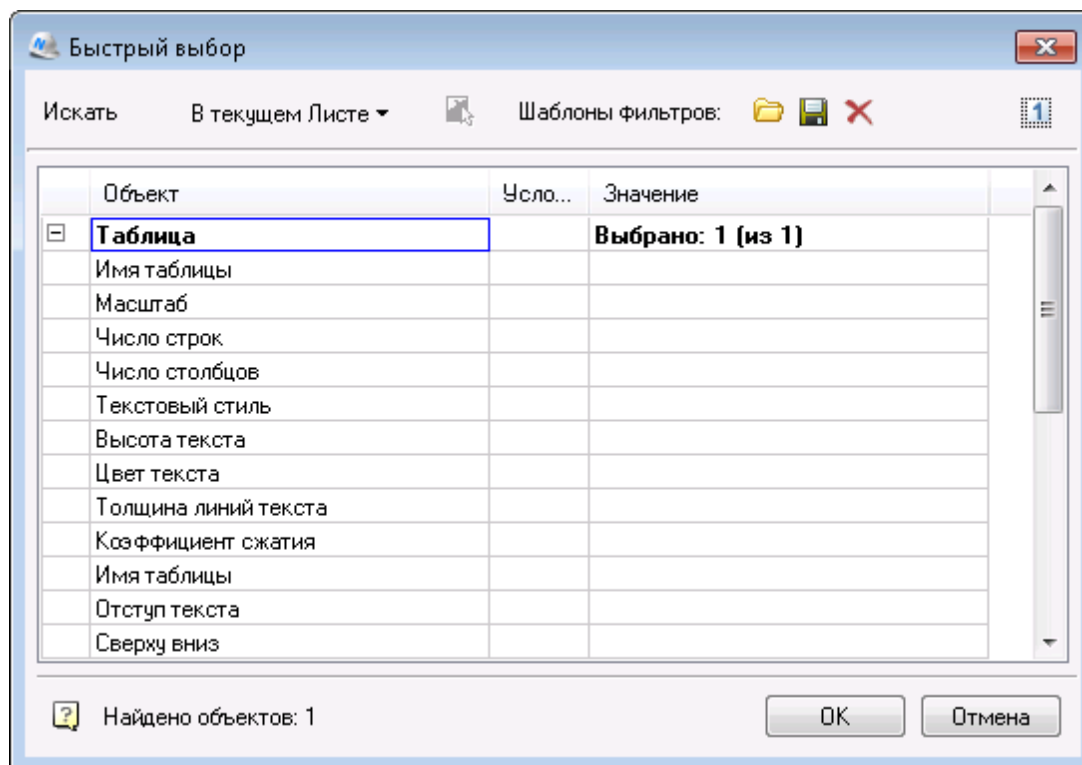 Быстрый выбор
Искать В текущем Листе Шаблоны фильтров: 1
Объект Усло... Значение
Таблица Выбрано: 1 (из 1)
Имя таблицы
Масштаб
Число строк
Число столбцов
Текстовый стиль
Высота текста
Цвет текста
Толщина линий текста
Коэффициент сжатия
Имя таблицы
Отступ текста
Сверху вниз
? Найдено объектов: 1 OK Отмена